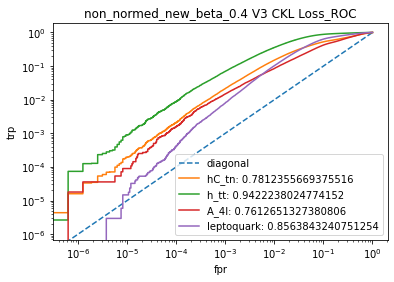 non_normed_new_beta_0.4 V3 CKL Loss_ROC
10^0
10^-1
10^-2
10^-3
10^-4
10^-5
10^-6
trp
diagonal
hC_tn: 0.7812355669375516
h_tt: 0.9422238024774152
A_4l: 0.7612651327380806
leptoquark: 0.8563843240751254
10^-6 10^-5 10^-4 10^-3 10^-2 10^-1 10^0
fpr